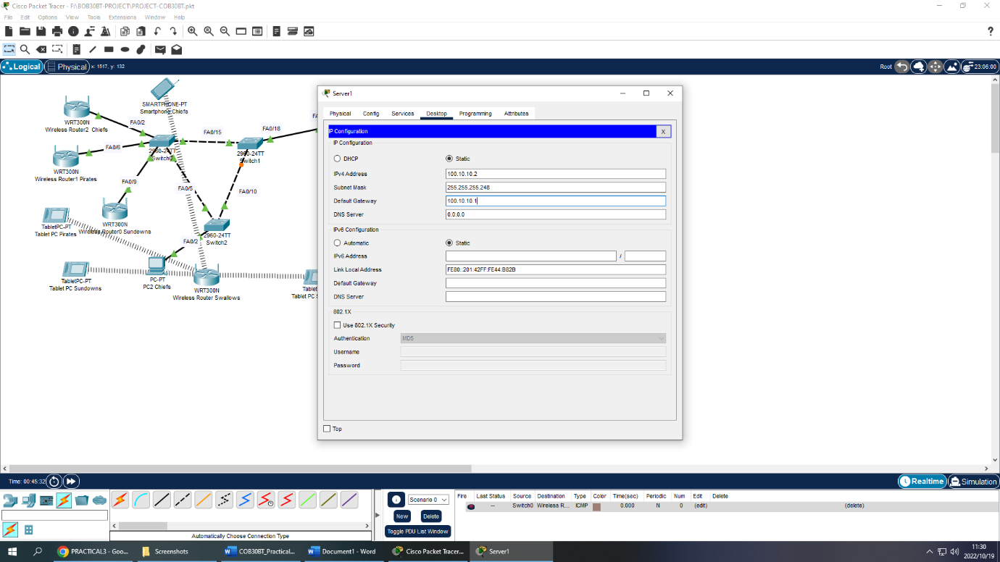 Cisco Packet Tracer - F:\BOB30BT-PROJECT\PROJECT-COB30BT.pkt
File Edit Options View Tools Extensions Window Help
Logical Physical x: 1517, y: 132 Root 23:06:00
SMARTPHONE-PT
Smartphone Chiefs
WRT300N
Wireless Router2 Chiefs
FA0/2
FA0/15
FA0/18
2960-24TT
Switch0
2960-24TT
Switch1
FA0/6
WRT300N
Wireless Router1 Pirates
FA0/9
FA0/5
FA0/10
TabletPC-PT
Tablet PC Pirates
WRT300N
Wireless Router0 Sundowns
2960-24TT
Switch2
FA0/2
TabletPC-PT
Tablet PC Sundowns
PC-PT
PC2 Chiefs
WRT300N
Wireless Router Swallows
Server1
Physical Config Services Desktop Programming Attributes
IP Configuration X
IP Configuration
DHCP Static
IPv4 Address 100.10.10.2
Subnet Mask 255.255.255.248
Default Gateway 100.10.10.1
DNS Server 0.0.0.0
IPv6 Configuration
Automatic Static
IPv6 Address /
Link Local Address FE80::201:42FF:FE44:B82B
Default Gateway
DNS Server
802.1X
Use 802.1X Security
Authentication MD5
Username
Password
Top
Time: 00:45:32 Realtime Simulation
Scenario 0
New Delete
Toggle PDU List Window
Automatically Choose Connection Type
Fire Last Status Source Destination Type Color Time(sec) Periodic Num Edit Delete
-- Switch0 Wireless R... ICMP 0.000 N 0 (edit) (delete)
PRACTICAL3 - Goo... Screenshots COB30BT_Practical... Document1 - Word Cisco Packet Tracer... Server1
11:30
2022/10/19